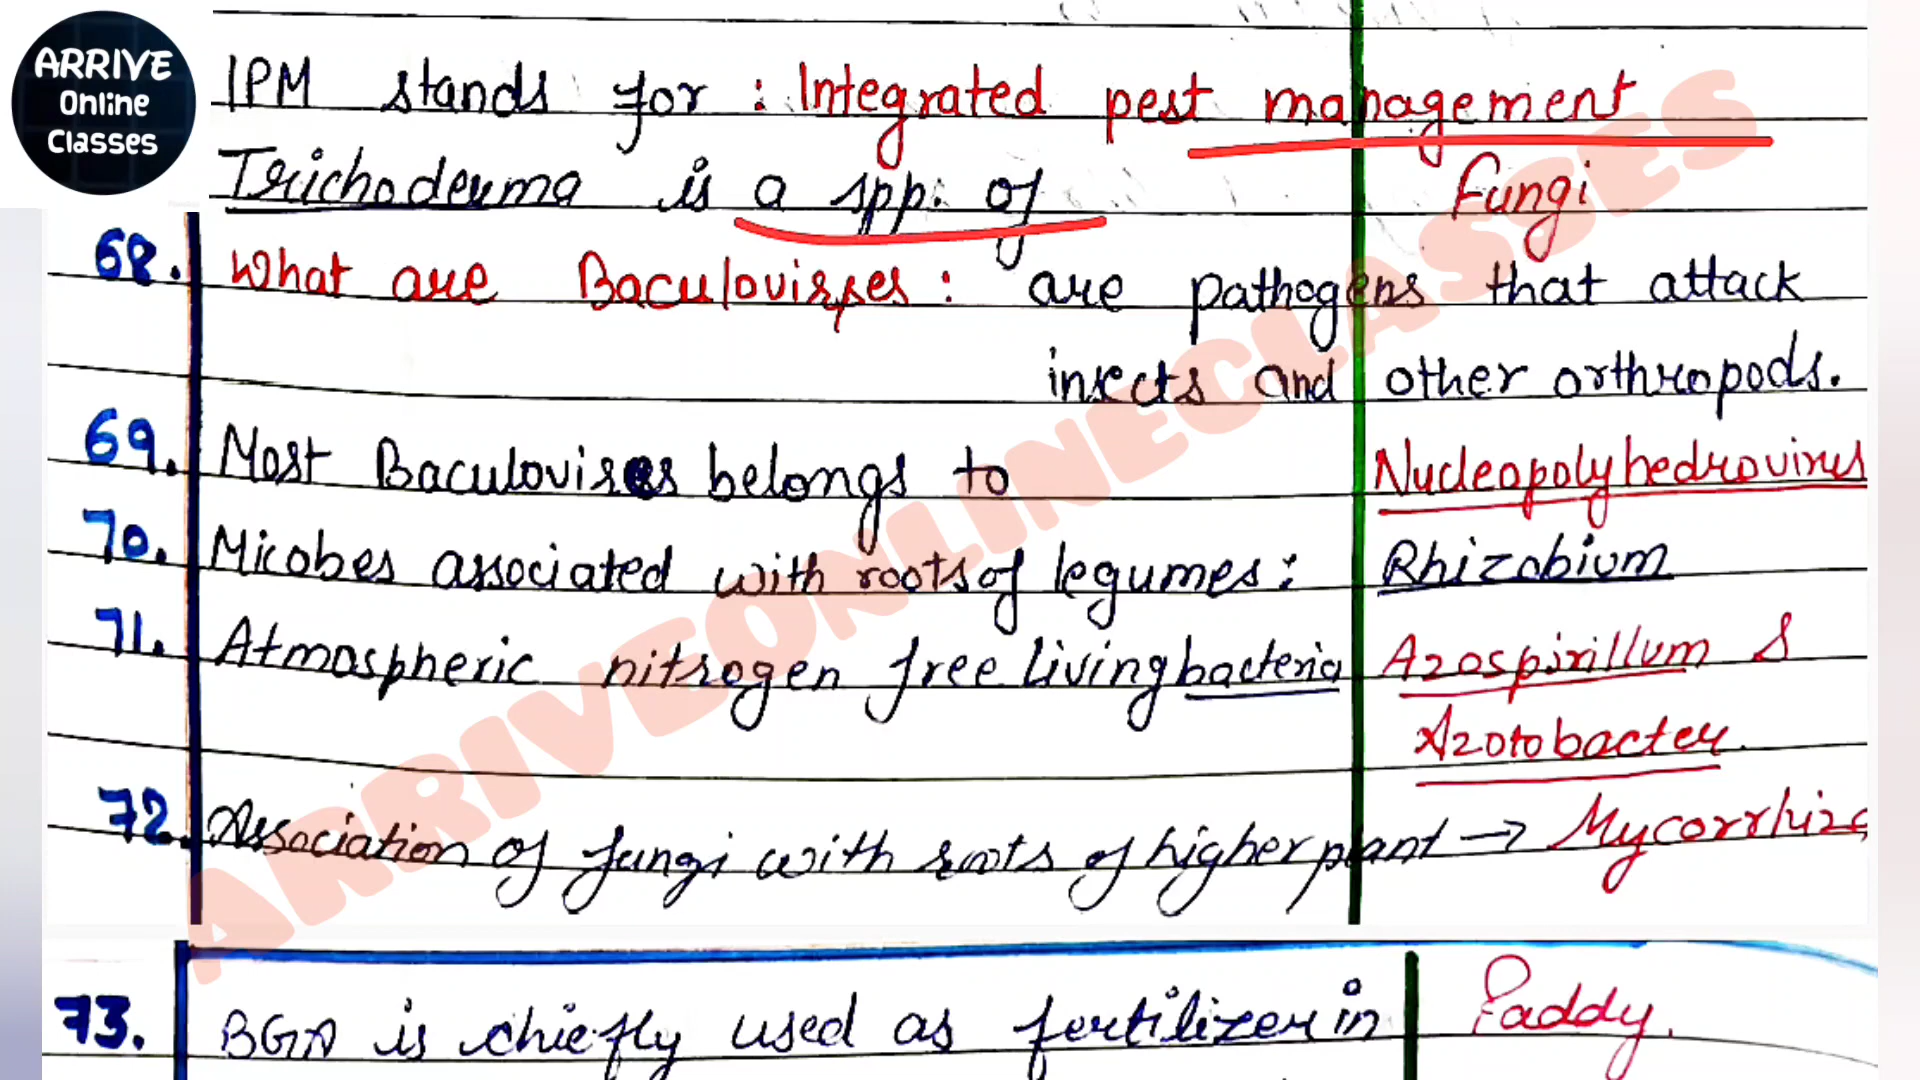 ARRIVE
Online
Classes
IPM stands for : Integrated pest management
Trichoderma is a spp. of Fungi
68. What are Baculovirses : are pathogens that attack
insects and other orthropods.
69. Most Baculovires belongs to Nucleopolyhedrovirus
70. Micobes associated with roots of legumes: Rhizobium
71. Atmospheric nitrogen free living bacteria Azospirillum &
Azotobacter.
72. Association of fungi with roots of higher plant → Mycorrhiza
73. BGA is chiefly used as fertilizer in Paddy.
ARRIVEONLINECLASSES